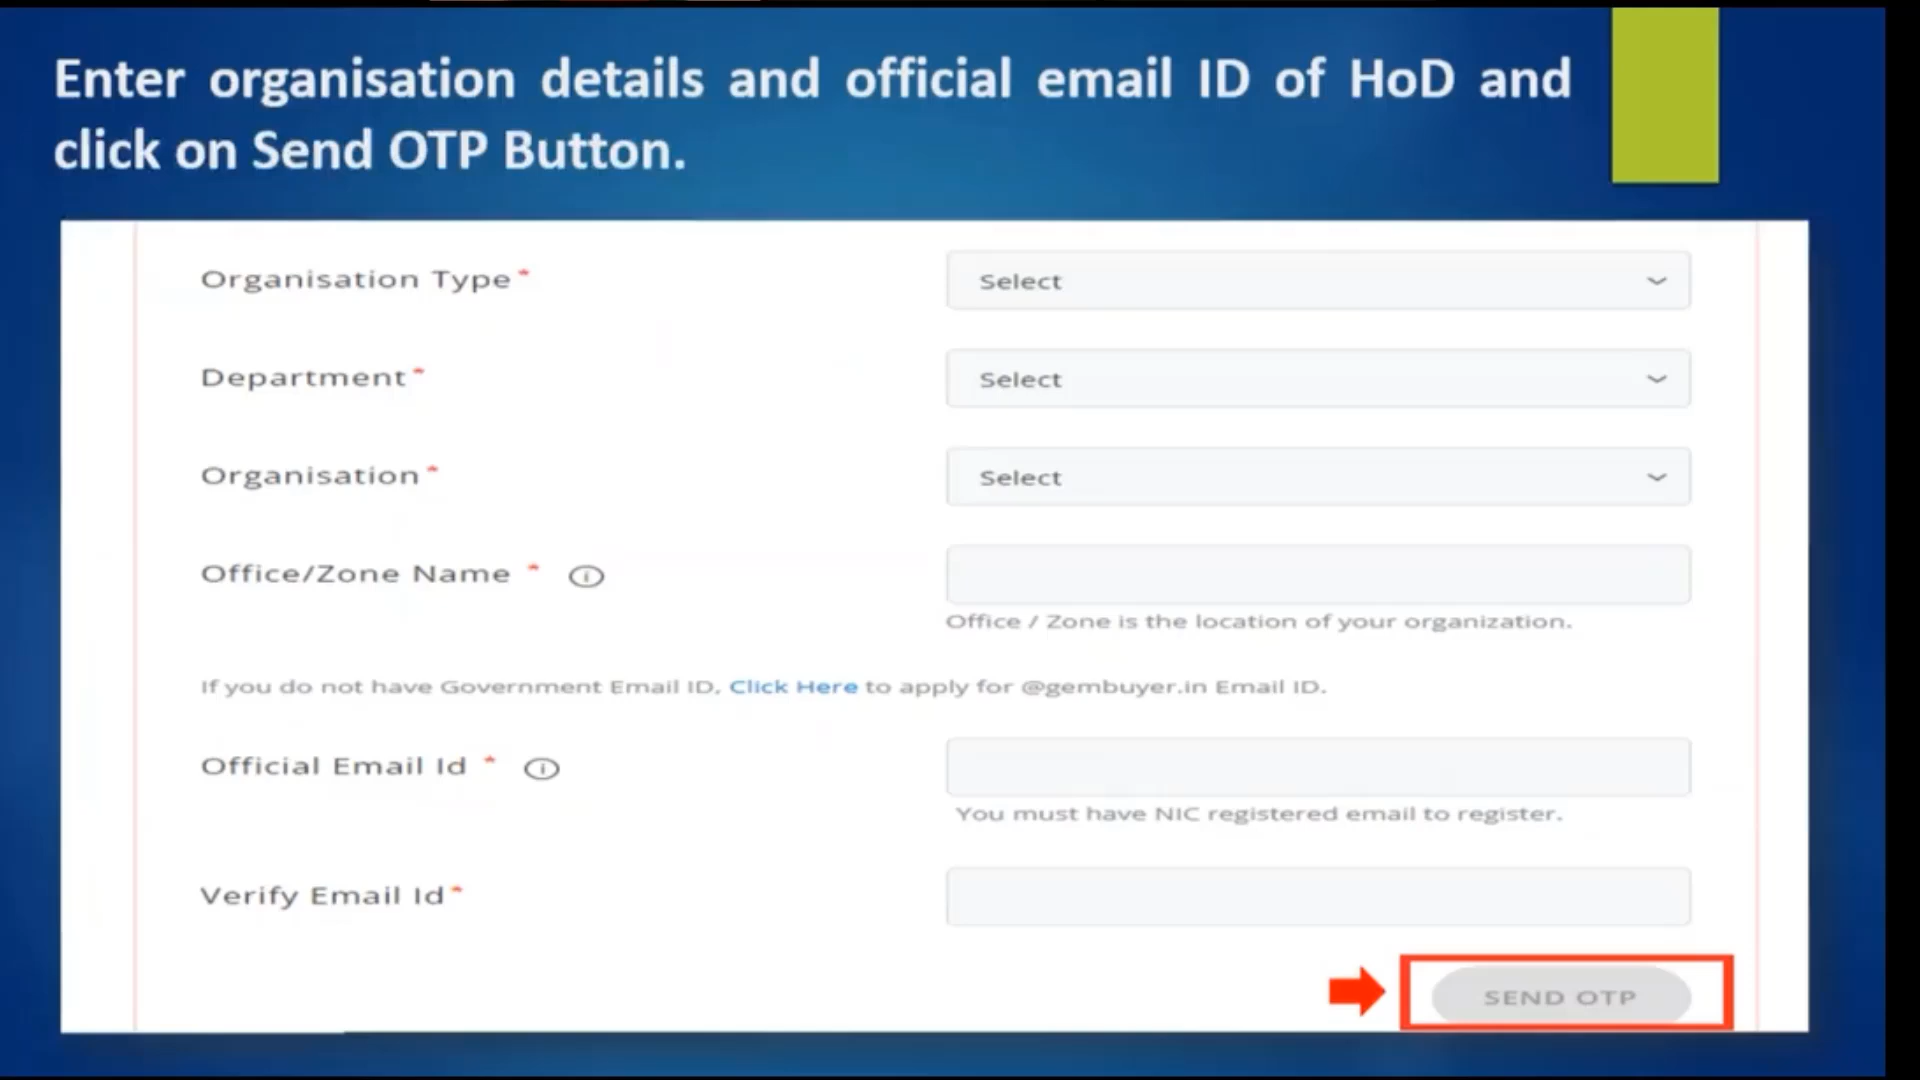 Enter organisation details and official email ID of HoD and
click on Send OTP Button.
Organisation Type *
Select
Department *
Select
Organisation *
Select
Office/Zone Name *
Office / Zone is the location of your organization.
If you do not have Government Email ID, Click Here to apply for @gembuyer.in Email ID.
Official Email Id *
You must have NIC registered email to register.
Verify Email Id *
SEND OTP